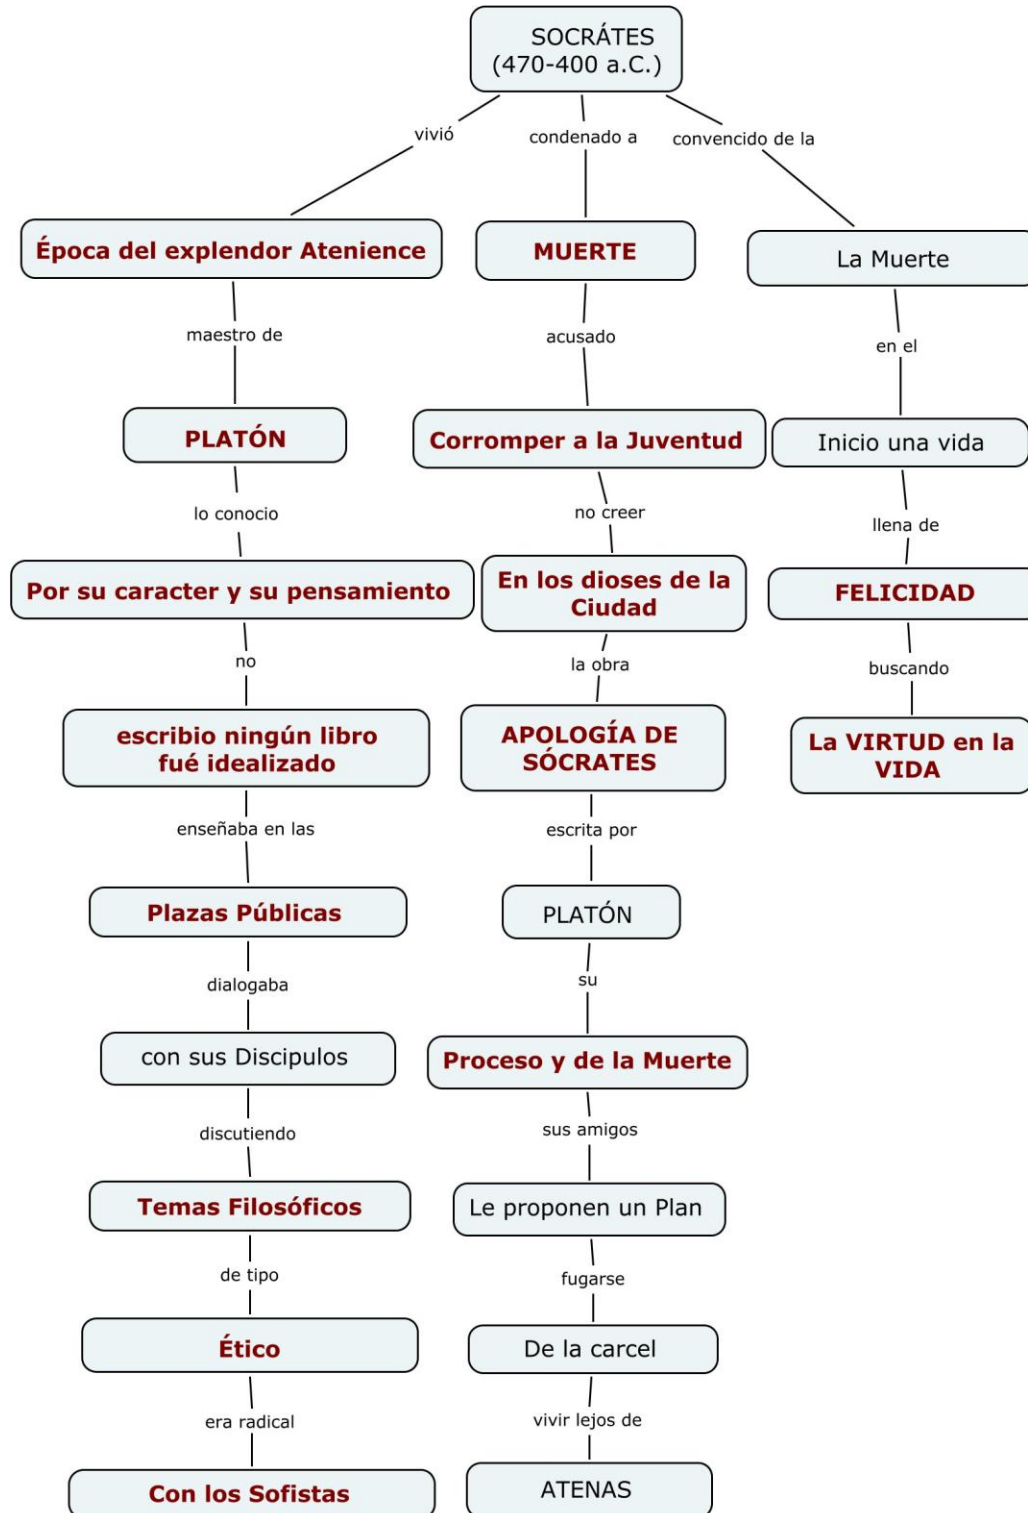 SOCRÁTES
(470-400 a.C.)
vivió
condenado a
convencido de la
Época del explendor Atenience
MUERTE
La Muerte
maestro de
acusado
en el
PLATÓN
Corromper a la Juventud
Inicio una vida
lo conocio
no creer
llena de
Por su caracter y su pensamiento
En los dioses de la
Ciudad
FELICIDAD
no
la obra
buscando
escribio ningún libro
fué idealizado
APOLOGÍA DE
SÓCRATES
La VIRTUD en la
VIDA
enseñaba en las
escrita por
Plazas Públicas
PLATÓN
dialogaba
su
con sus Discipulos
Proceso y de la Muerte
discutiendo
sus amigos
Temas Filosóficos
Le proponen un Plan
de tipo
fugarse
Ético
De la carcel
era radical
vivir lejos de
Con los Sofistas
ATENAS